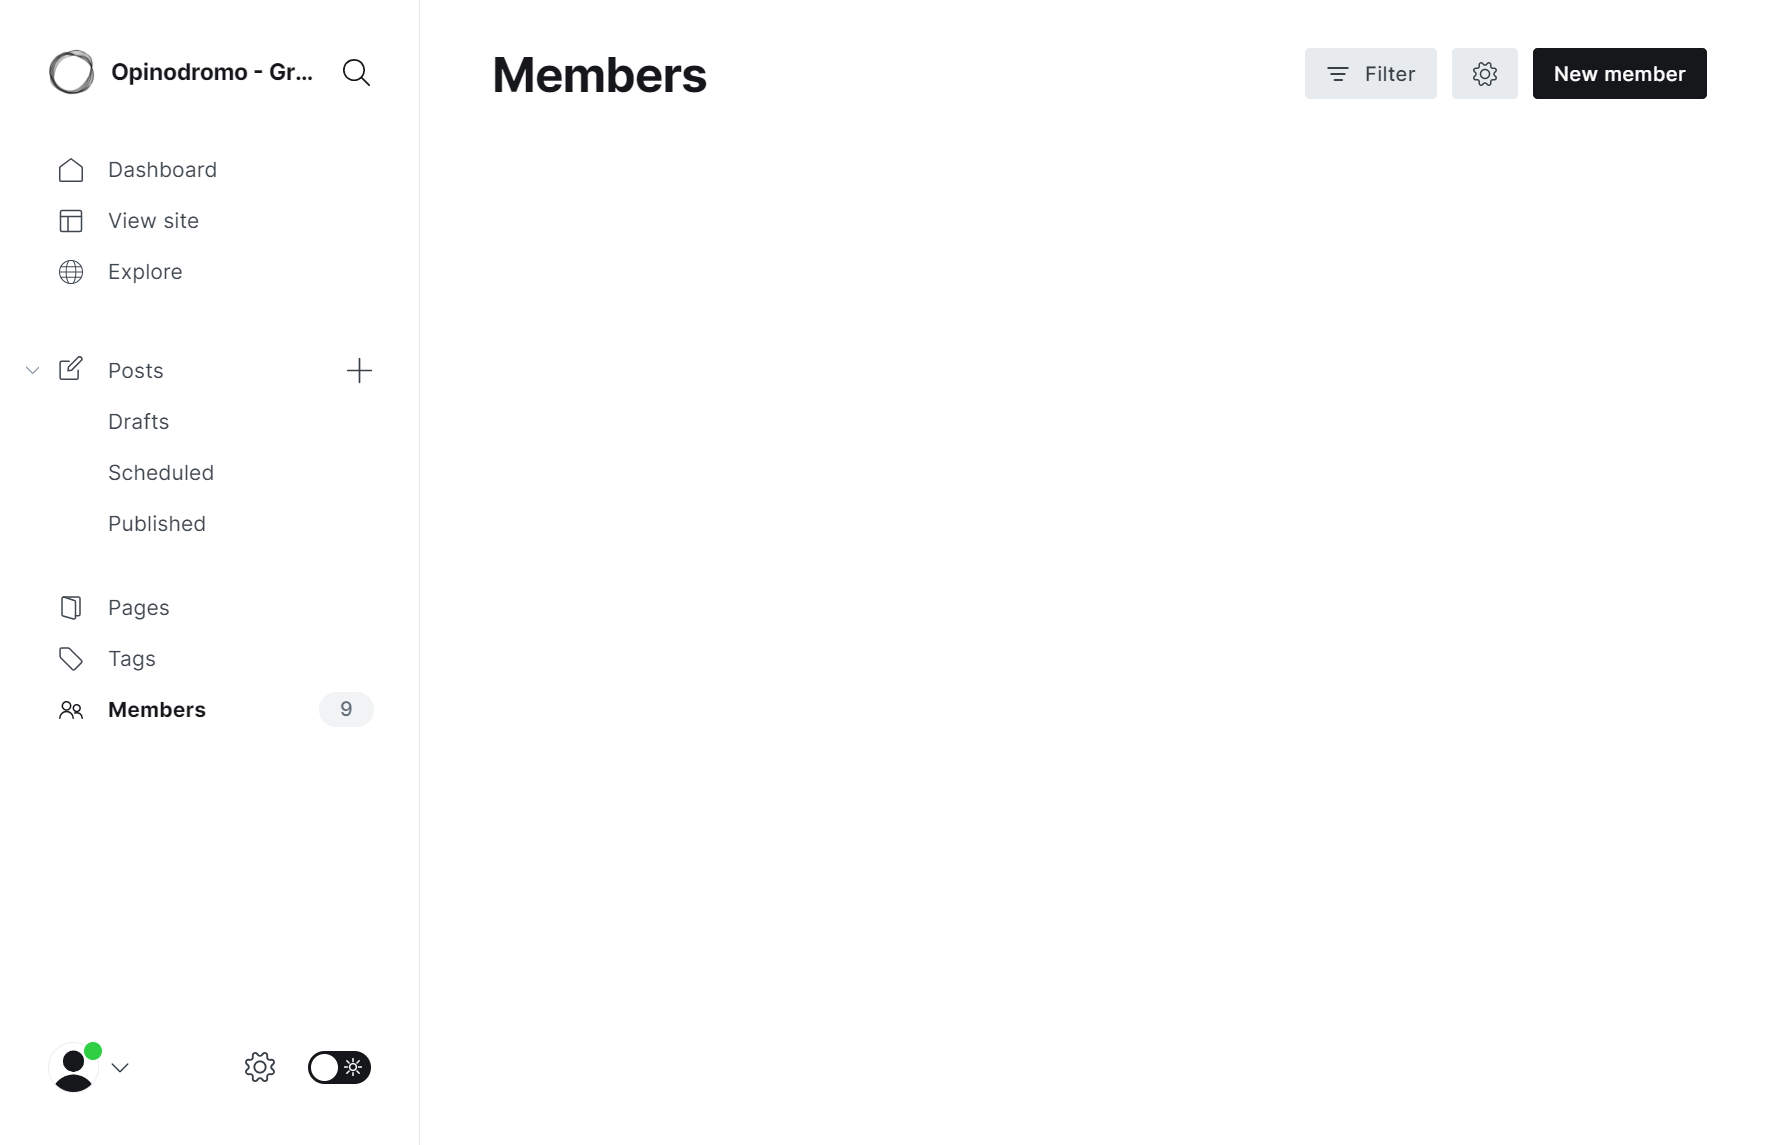 Opinodromo - Gr...
Dashboard
View site
Explore
Posts
Drafts
Scheduled
Published
Pages
Tags
Members 9
Members
Filter
New member